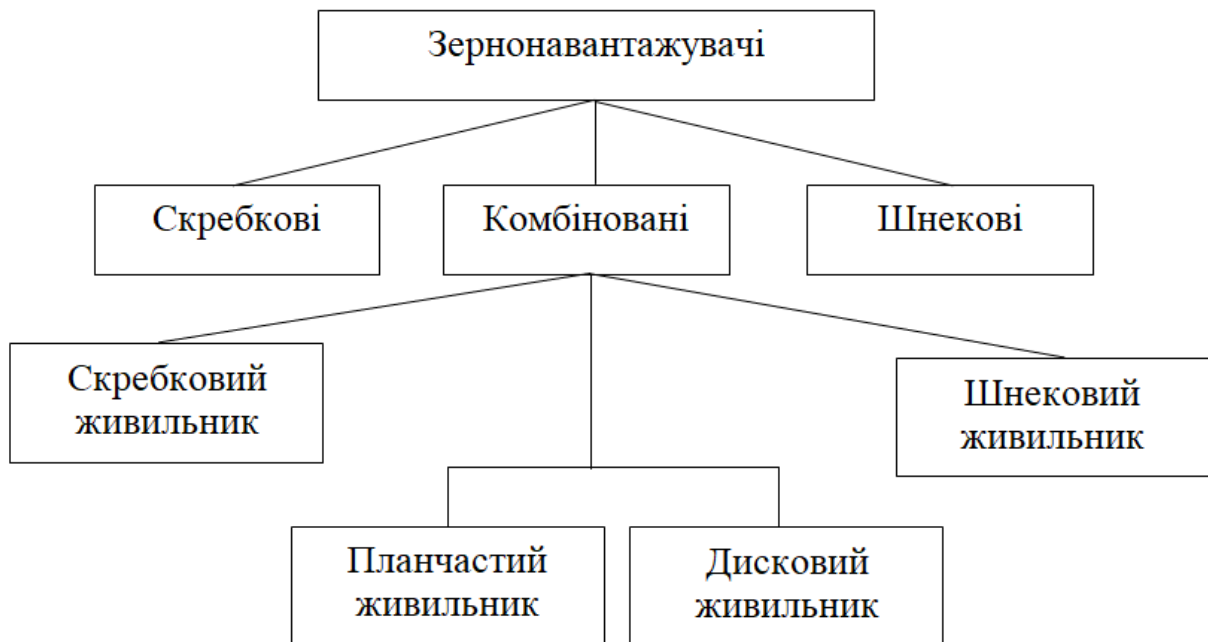 Зернонавантажувачі
Скребкові
Комбіновані
Шнекові
Скребковий
живильник
Шнековий
живильник
Планчастий
живильник
Дисковий
живильник